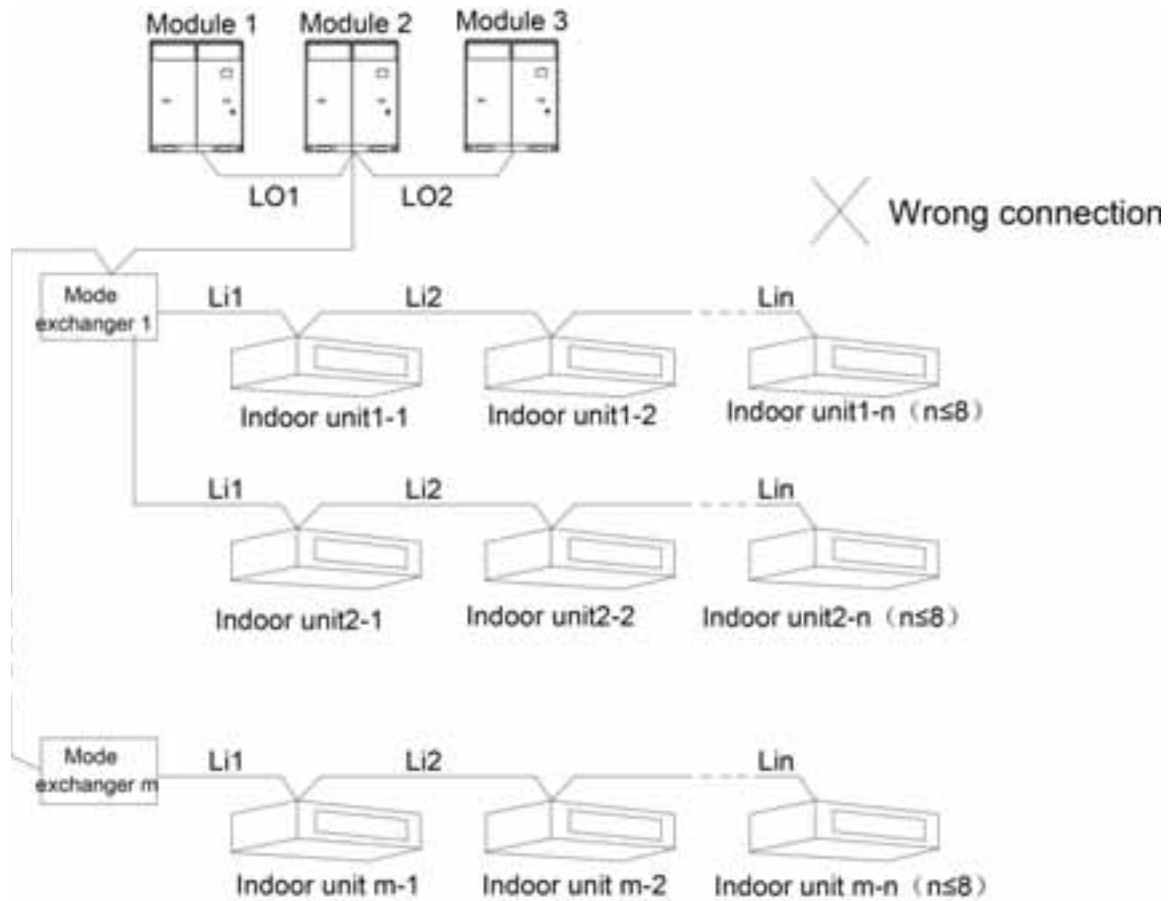 Module 1 Module 2 Module 3
LO1 LO2
Wrong connection
Mode
exchanger 1
Li1 Li2 Lin
Indoor unit1-1 Indoor unit1-2 Indoor unit1-n（n≤8）
Li1 Li2 Lin
Indoor unit2-1 Indoor unit2-2 Indoor unit2-n（n≤8）
Mode
exchanger m
Li1 Li2 Lin
Indoor unit m-1 Indoor unit m-2 Indoor unit m-n（n≤8）